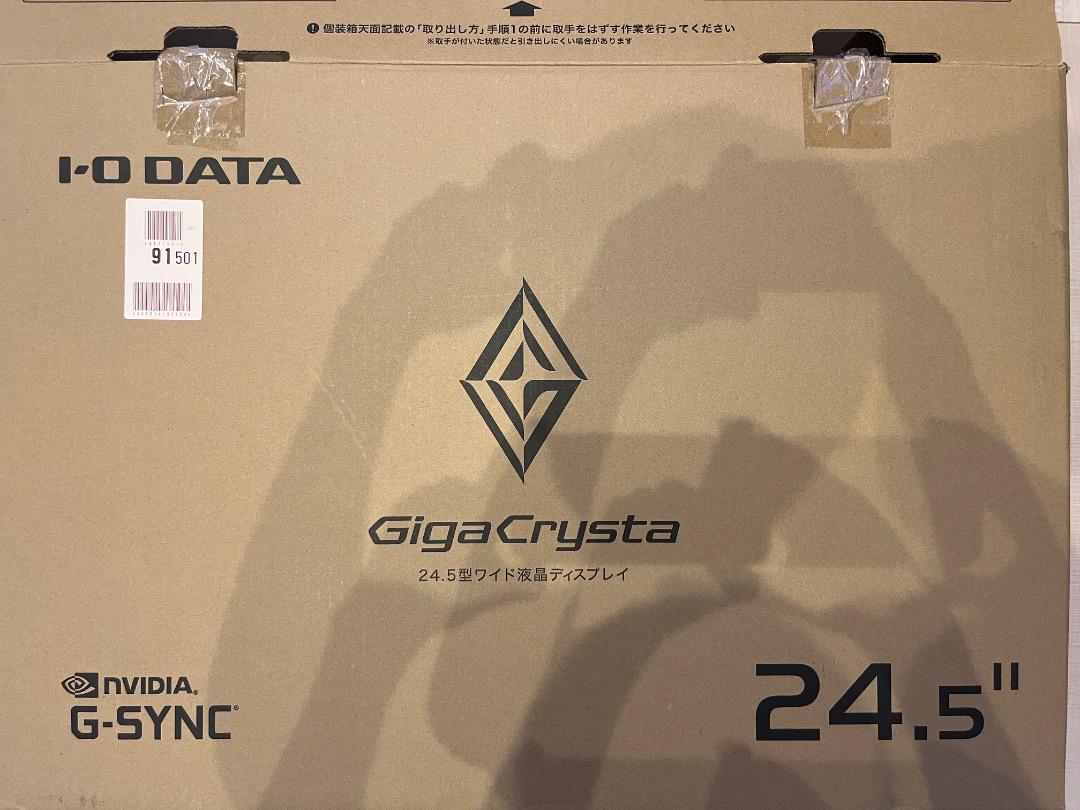 ! 個装箱天面記載の「取り出し方」手順1の前に取手をはずす作業を行ってください
※取手が付いた状態だと引き出しにくい場合があります
I-O DATA
91501
GigaCrysta
24.5型ワイド液晶ディスプレイ
NVIDIA.
G-SYNC
24.5"